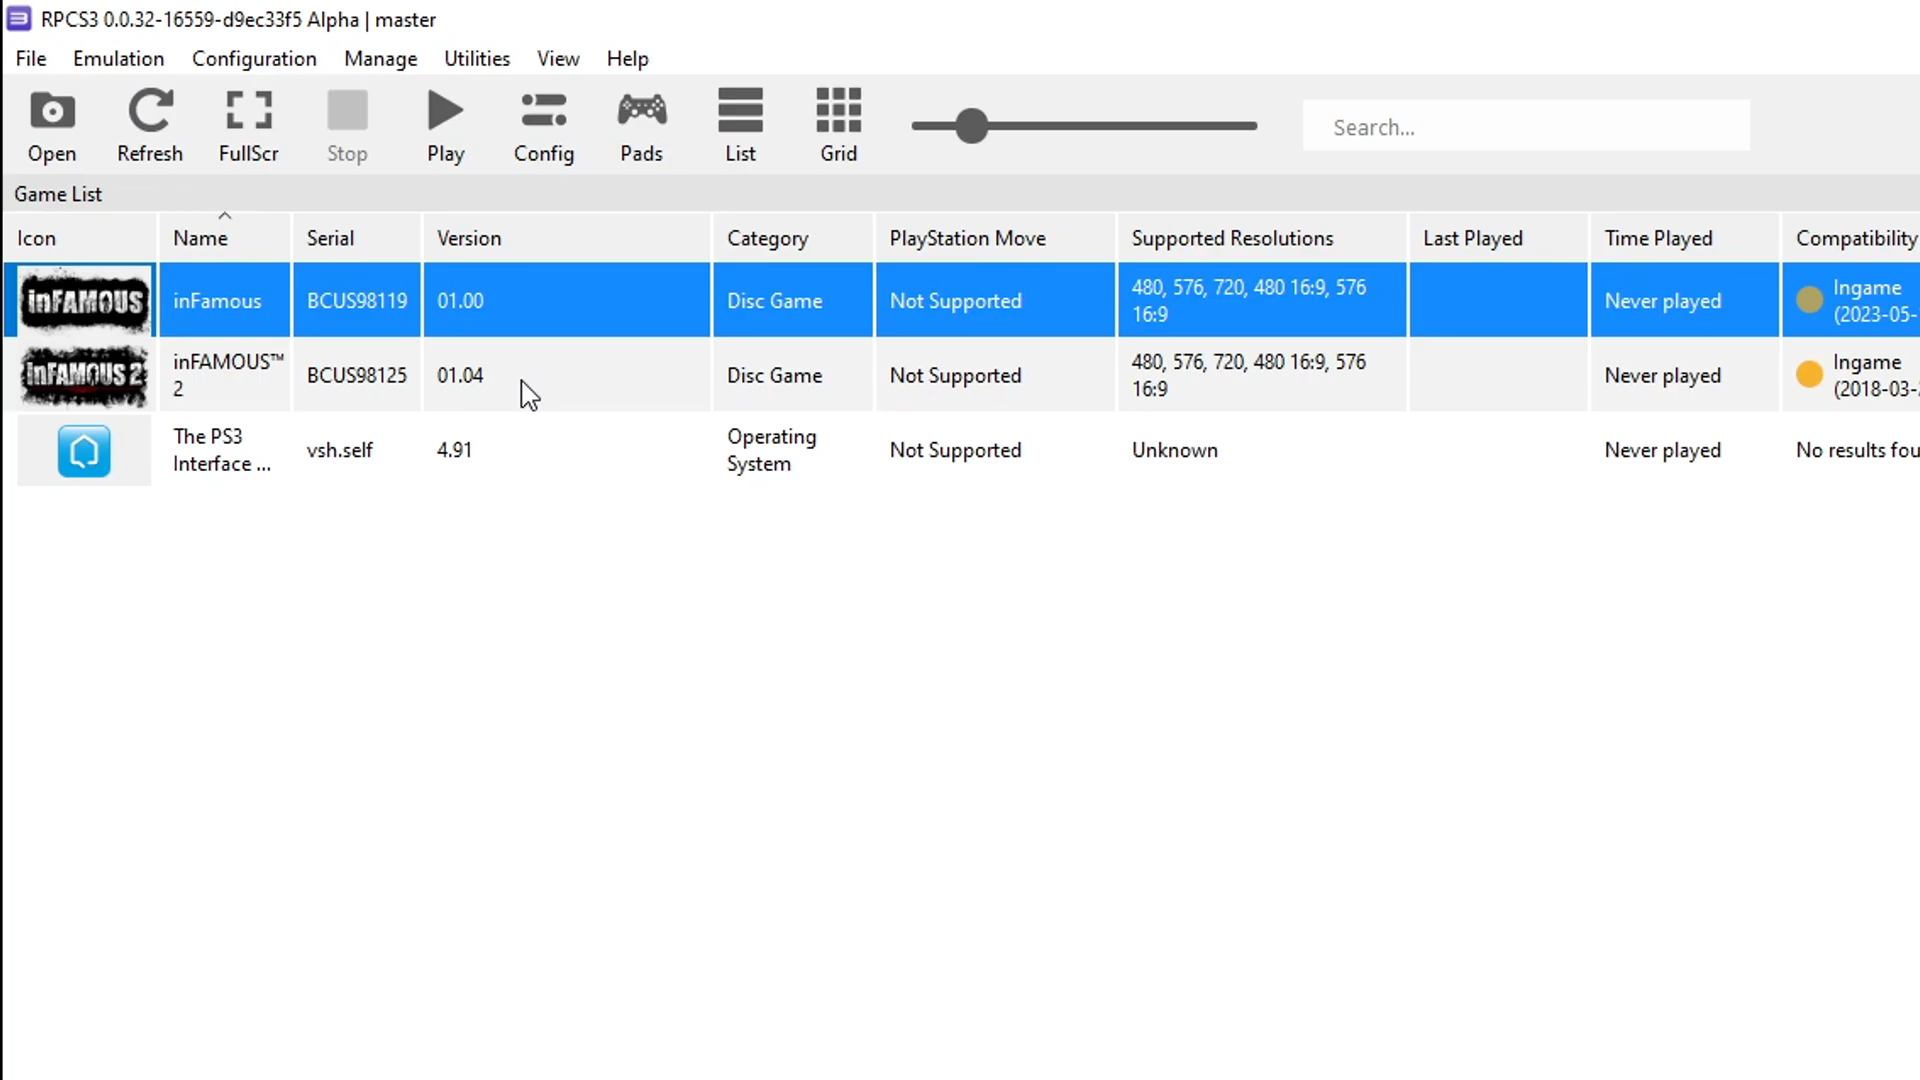 RPCS3 0.0.32-16559-d9ec33f5 Alpha | master
File Emulation Configuration Manage Utilities View Help
Open Refresh FullScr Stop Play Config Pads List Grid Search...
Game List
Icon Name Serial Version Category PlayStation Move Supported Resolutions Last Played Time Played Compatibility
inFAMOUS inFamous BCUS98119 01.00 Disc Game Not Supported 480, 576, 720, 480 16:9, 576 Never played Ingame
16:9 (2023-05-
inFAMOUS 2 inFAMOUS™ BCUS98125 01.04 Disc Game Not Supported 480, 576, 720, 480 16:9, 576 Never played Ingame
2 16:9 (2018-03-
The PS3 vsh.self 4.91 Operating Not Supported Unknown Never played No results fou
Interface ... System